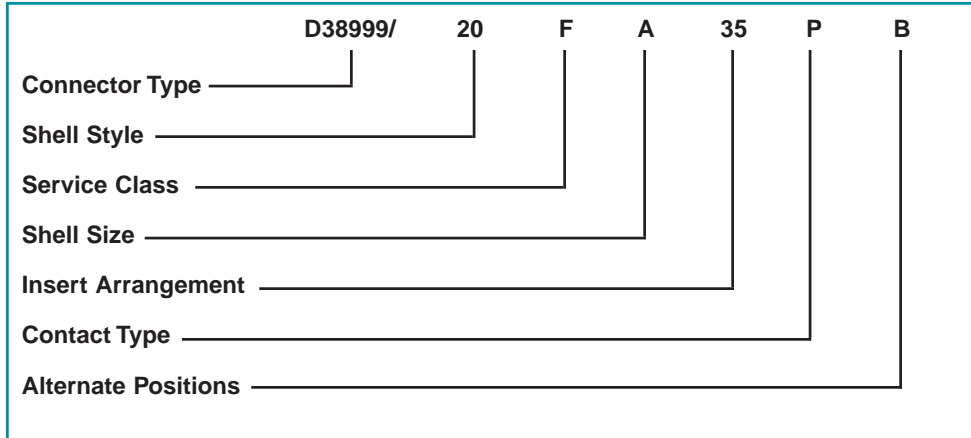 D38999/ 20 F A 35 P B
Connector Type
Shell Style
Service Class
Shell Size
Insert Arrangement
Contact Type
Alternate Positions